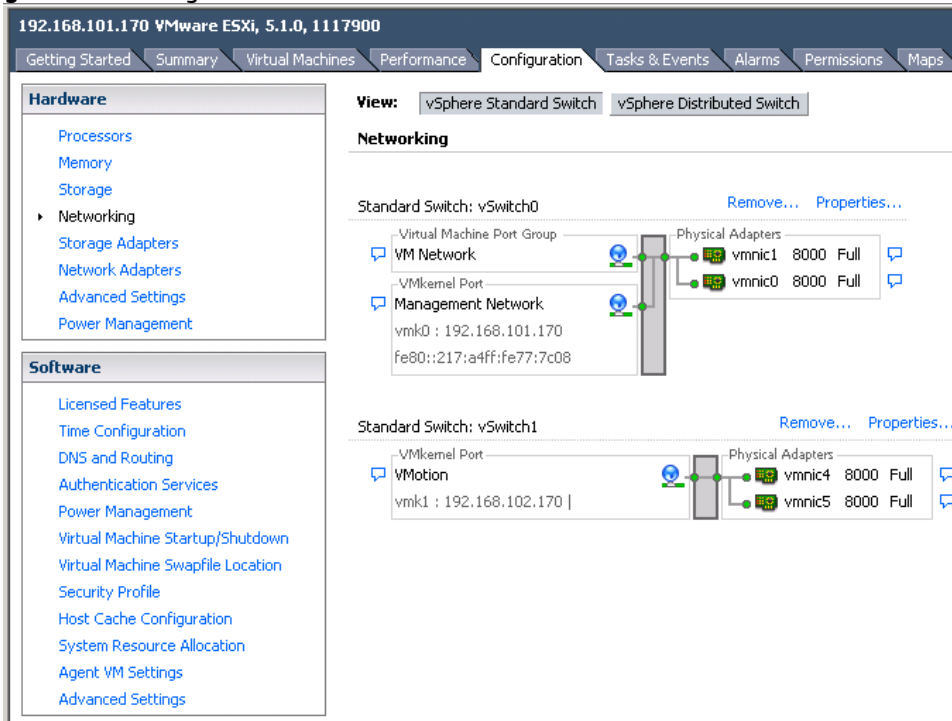 192.168.101.170 VMware ESXi, 5.1.0, 1117900
Getting Started Summary Virtual Machines Performance Configuration Tasks & Events Alarms Permissions Maps
Hardware
Processors
Memory
Storage
Networking
Storage Adapters
Network Adapters
Advanced Settings
Power Management
Software
Licensed Features
Time Configuration
DNS and Routing
Authentication Services
Power Management
Virtual Machine Startup/Shutdown
Virtual Machine Swapfile Location
Security Profile
Host Cache Configuration
System Resource Allocation
Agent VM Settings
Advanced Settings
View: vSphere Standard Switch vSphere Distributed Switch
Networking
Standard Switch: vSwitch0 Remove... Properties...
Virtual Machine Port Group Physical Adapters
VM Network vmnic1 8000 Full
VMkernel Port vmnic0 8000 Full
Management Network
vmk0 : 192.168.101.170
fe80::217:a4ff:fe77:7c08
Standard Switch: vSwitch1 Remove... Properties...
VMkernel Port Physical Adapters
VMotion vmnic4 8000 Full
vmk1 : 192.168.102.170 | vmnic5 8000 Full